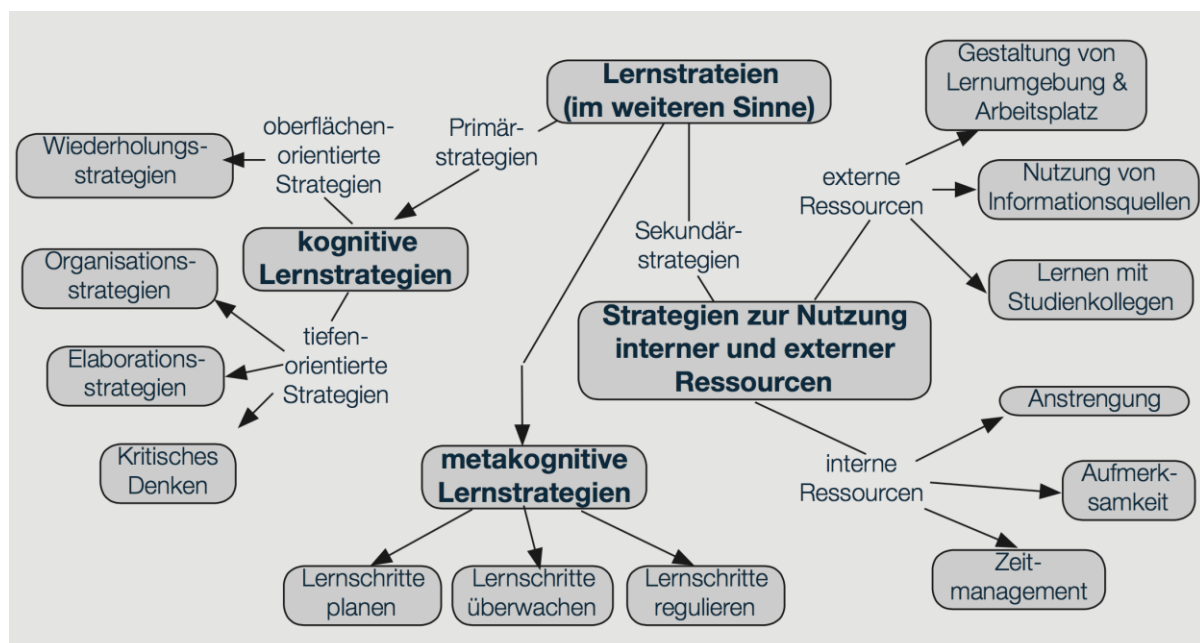 Lernstrateien
(im weiteren Sinne)
Primär-
strategien
oberflächen-
orientierte
Strategien
Wiederholungs-
strategien
kognitive
Lernstrategien
Organisations-
strategien
tiefen-
orientierte
Strategien
Elaborations-
strategien
Kritisches
Denken
Sekundär-
strategien
Strategien zur Nutzung
interner und externer
Ressourcen
externe
Ressourcen
Gestaltung von
Lernumgebung &
Arbeitsplatz
Nutzung von
Informationsquellen
Lernen mit
Studienkollegen
interne
Ressourcen
Anstrengung
Aufmerk-
samkeit
Zeit-
management
metakognitive
Lernstrategien
Lernschritte
planen
Lernschritte
überwachen
Lernschritte
regulieren